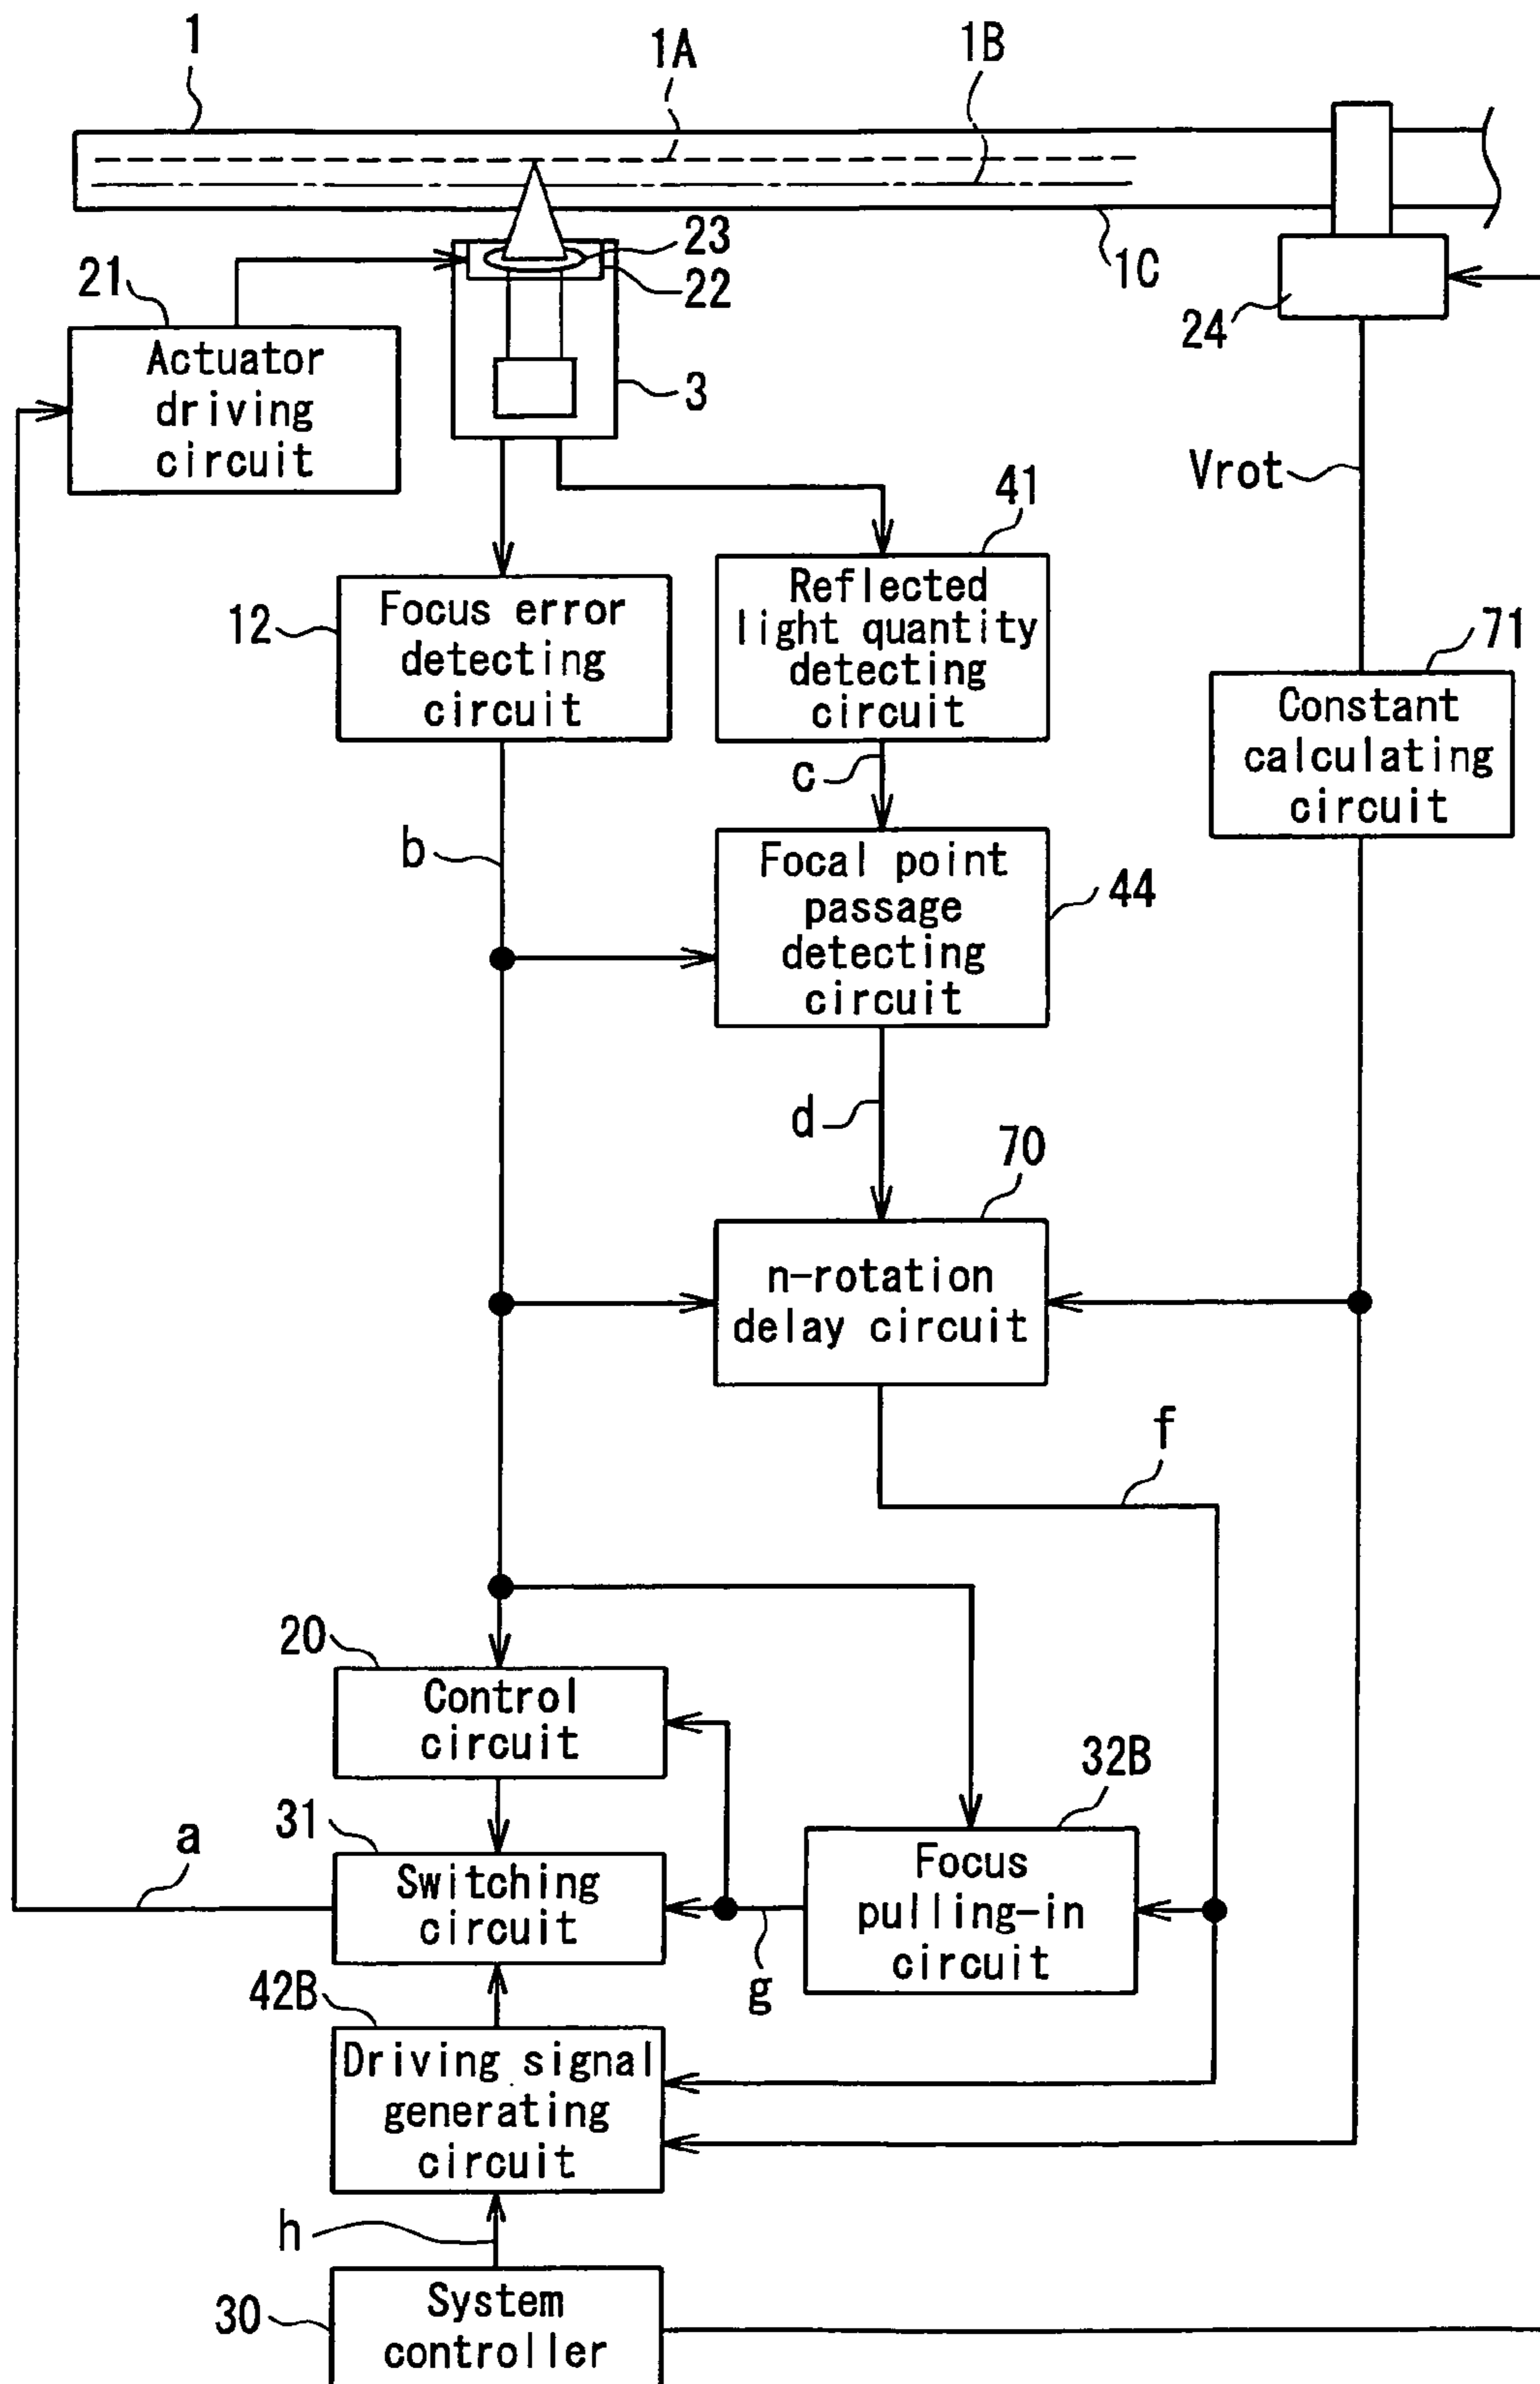 1
1A
1B
23
22
1C
21
24
Actuator
driving
circuit
3
Vrot
41
12
Focus error
detecting
circuit
Reflected
light quantity
detecting
circuit
71
Constant
calculating
circuit
c
b
Focal point
passage
detecting
circuit
44
d
70
n-rotation
delay circuit
f
20
Control
circuit
32B
31
a
Switching
circuit
Focus
pulling-in
circuit
g
42B
Driving signal
generating
circuit
h
30
System
controller